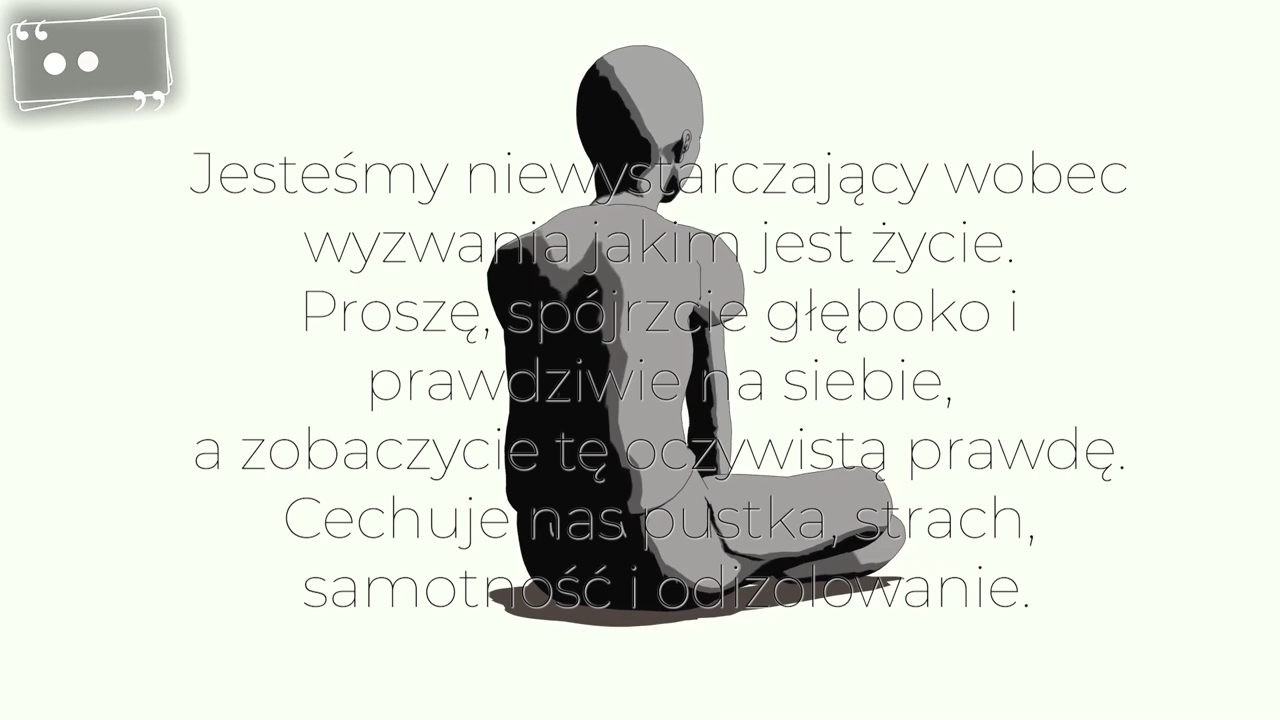 Jesteśmy niewystarczający wobec
wyzwania jakim jest życie.
Proszę, spójrzcie głęboko i
prawdziwie na siebie,
a zobaczycie tę oczywistą prawdę.
Cechuje nas pustka, strach,
samotność i odizolowanie.